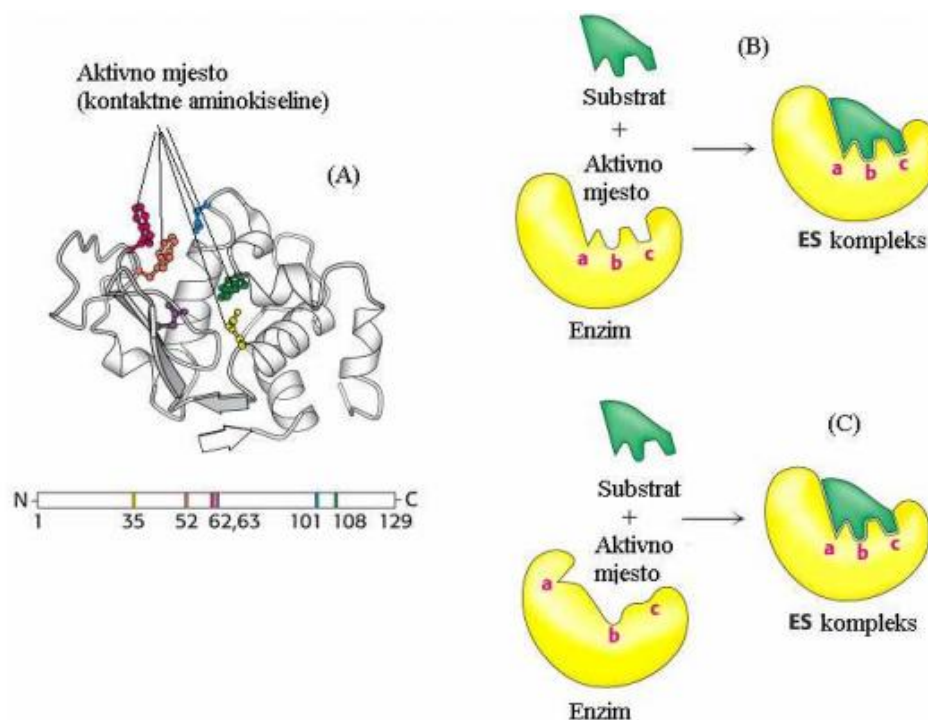 Aktivno mjesto
(kontaktne aminokiseline)
(A)
N
C
1
35
52
62,63
101
108
129
(B)
Substrat
+
Aktivno
mjesto
a
b
c
Enzim
a
b
c
ES kompleks
(C)
Substrat
+
Aktivno
mjesto
a
b
c
Enzim
a
b
c
ES kompleks